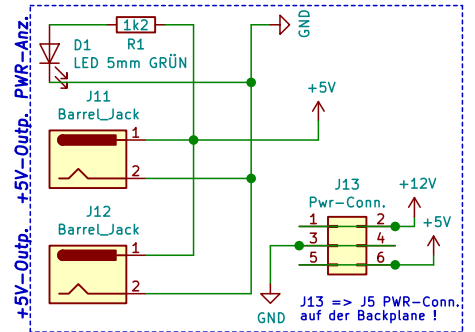 PWR-Anz.
+5V-Outp.
+5V-Outp.
1k2
R1
D1
LED 5mm GRÜN
GND
J11
Barrel_Jack
1
2
+5V
J12
Barrel_Jack
1
2
J13
Pwr-Conn.
1
2
3
4
5
6
+12V
+5V
GND
J13 => J5 PWR-Conn.
auf der Backplane !